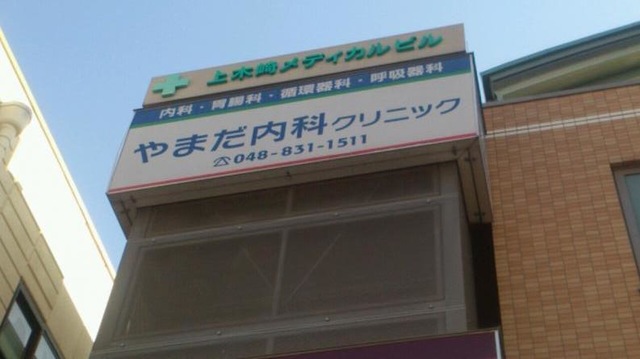 上木崎メディカルビル
内科・胃腸科・循環器科・呼吸器科
やまだ内科クリニック
☎048-831-1511